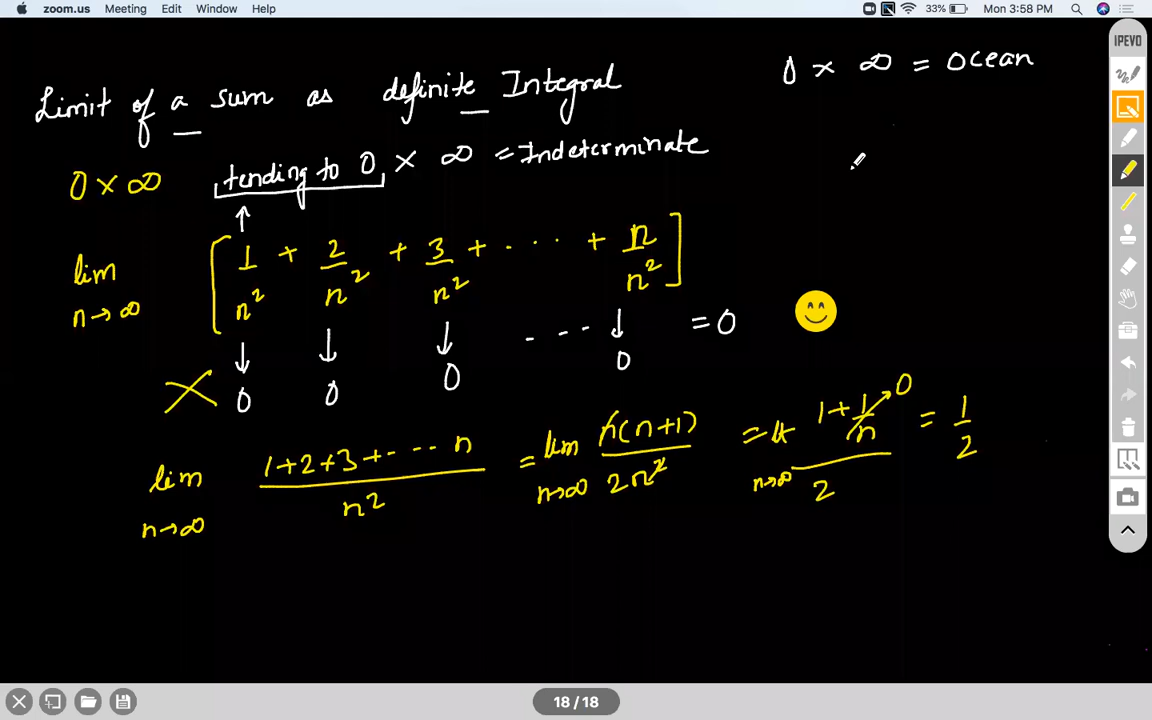 zoom.us Meeting Edit Window Help 33% Mon 3:58 PM
IPEVO
0 × ∞ = ocean
Limit of a sum as definite Integral
0 × ∞ tending to 0 × ∞ = Indeterminate
lim n→∞ [ 1/n² + 2/n² + 3/n² + · · · · + n/n² ]
↓ ↓ ↓ - - - - ↓ = 0
× 0 0 0 0
lim n→∞ (1+2+3+- · - - n)/n² = lim n→∞ n(n+1)/2n² = lt n→∞ (1 + 1/n → 0)/2 = 1/2
18 / 18